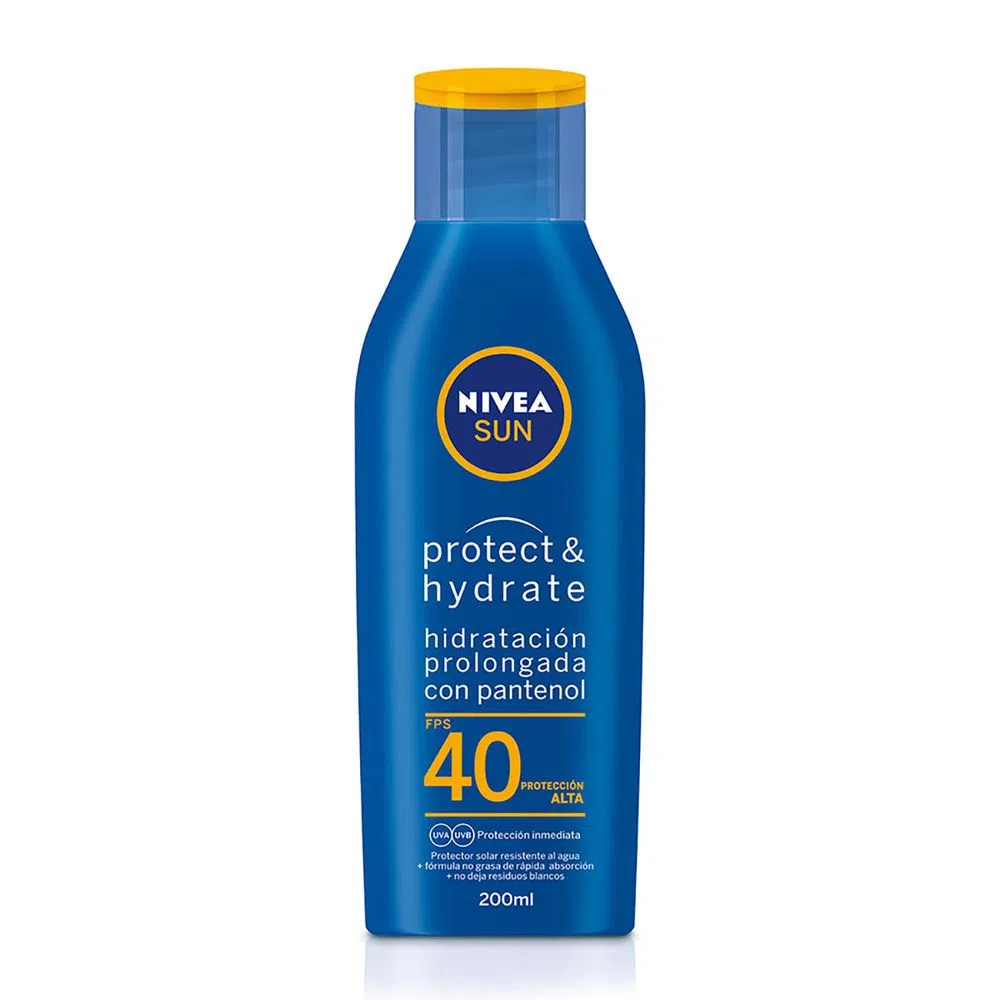 NIVEA
SUN
protect &
hydrate
hidratación
prolongada
con pantenol
FPS
40
PROTECCIÓN
ALTA
UVA UVB Protección inmediata
Protector solar resistente al agua
+ fórmula no grasa de rápida absorción
+ no deja residuos blancos
200ml